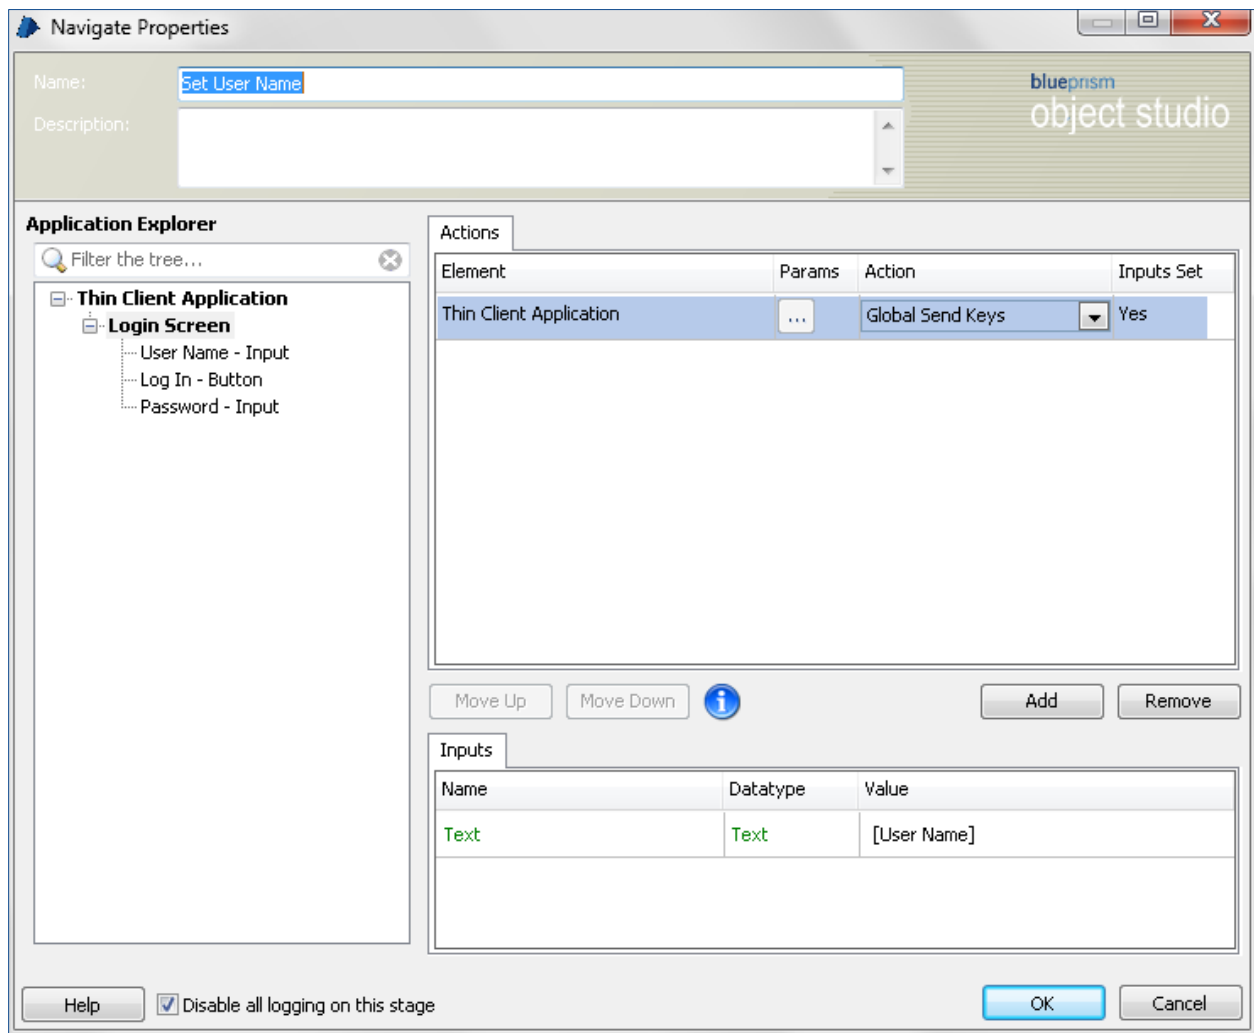 Navigate Properties
Name:
Set User Name
blueprism
object studio
Description:
Application Explorer
Filter the tree...
Thin Client Application
Login Screen
User Name - Input
Log In - Button
Password - Input
Actions
Element Params Action Inputs Set
Thin Client Application ... Global Send Keys Yes
Move Up Move Down Add Remove
Inputs
Name Datatype Value
Text Text [User Name]
Help Disable all logging on this stage OK Cancel